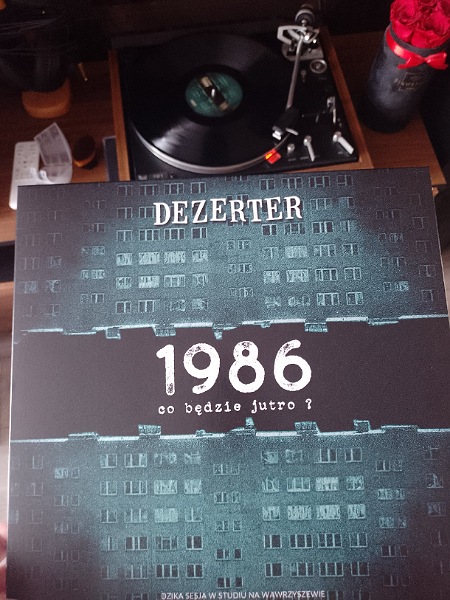 DEZERTER
1986
co będzie jutro ?
DZIKA SESJA W STUDIU NA WAWRZYSZEWIE